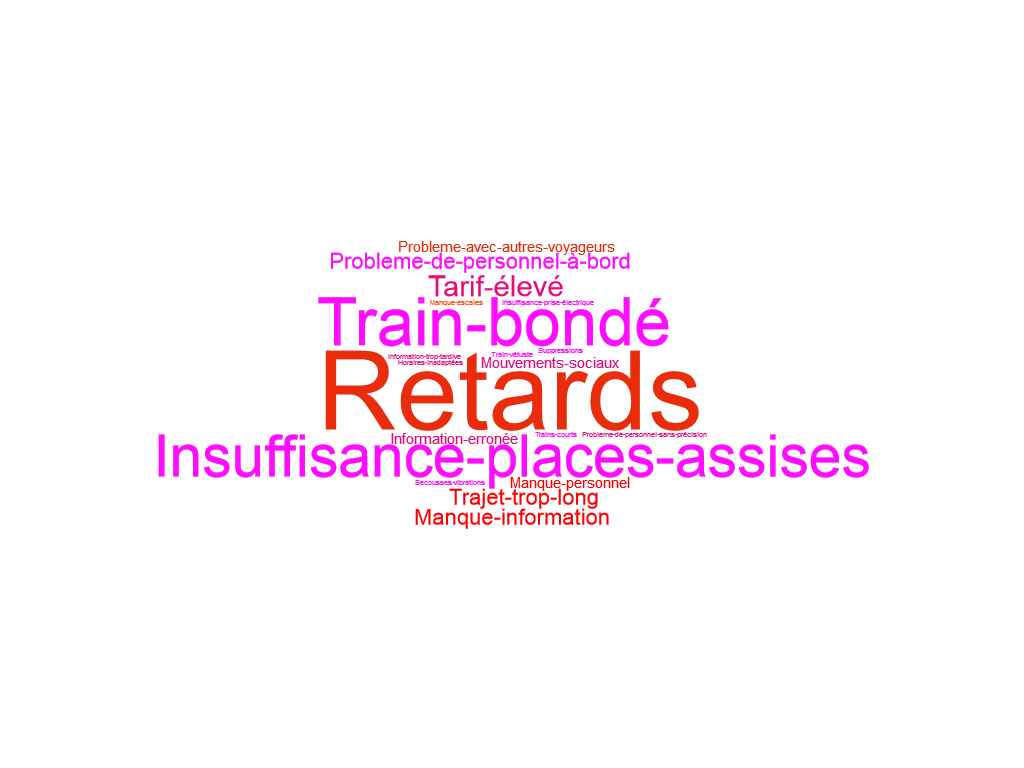 Probleme-avec-autres-voyageurs
Probleme-de-personnel-à-bord
Tarif-élevé
Manque-escales Insuffisance-prise-électrique
Train-bondé
Suppressions
Information-trop-tardive Train-vétuste
Horaires-inadaptées Mouvements-sociaux
Retards
Information-erronée Trains-courts Probleme-de-personnel-sans-précision
Insuffisance-places-assises
Secousses-vibrations Manque-personnel
Trajet-trop-long
Manque-information